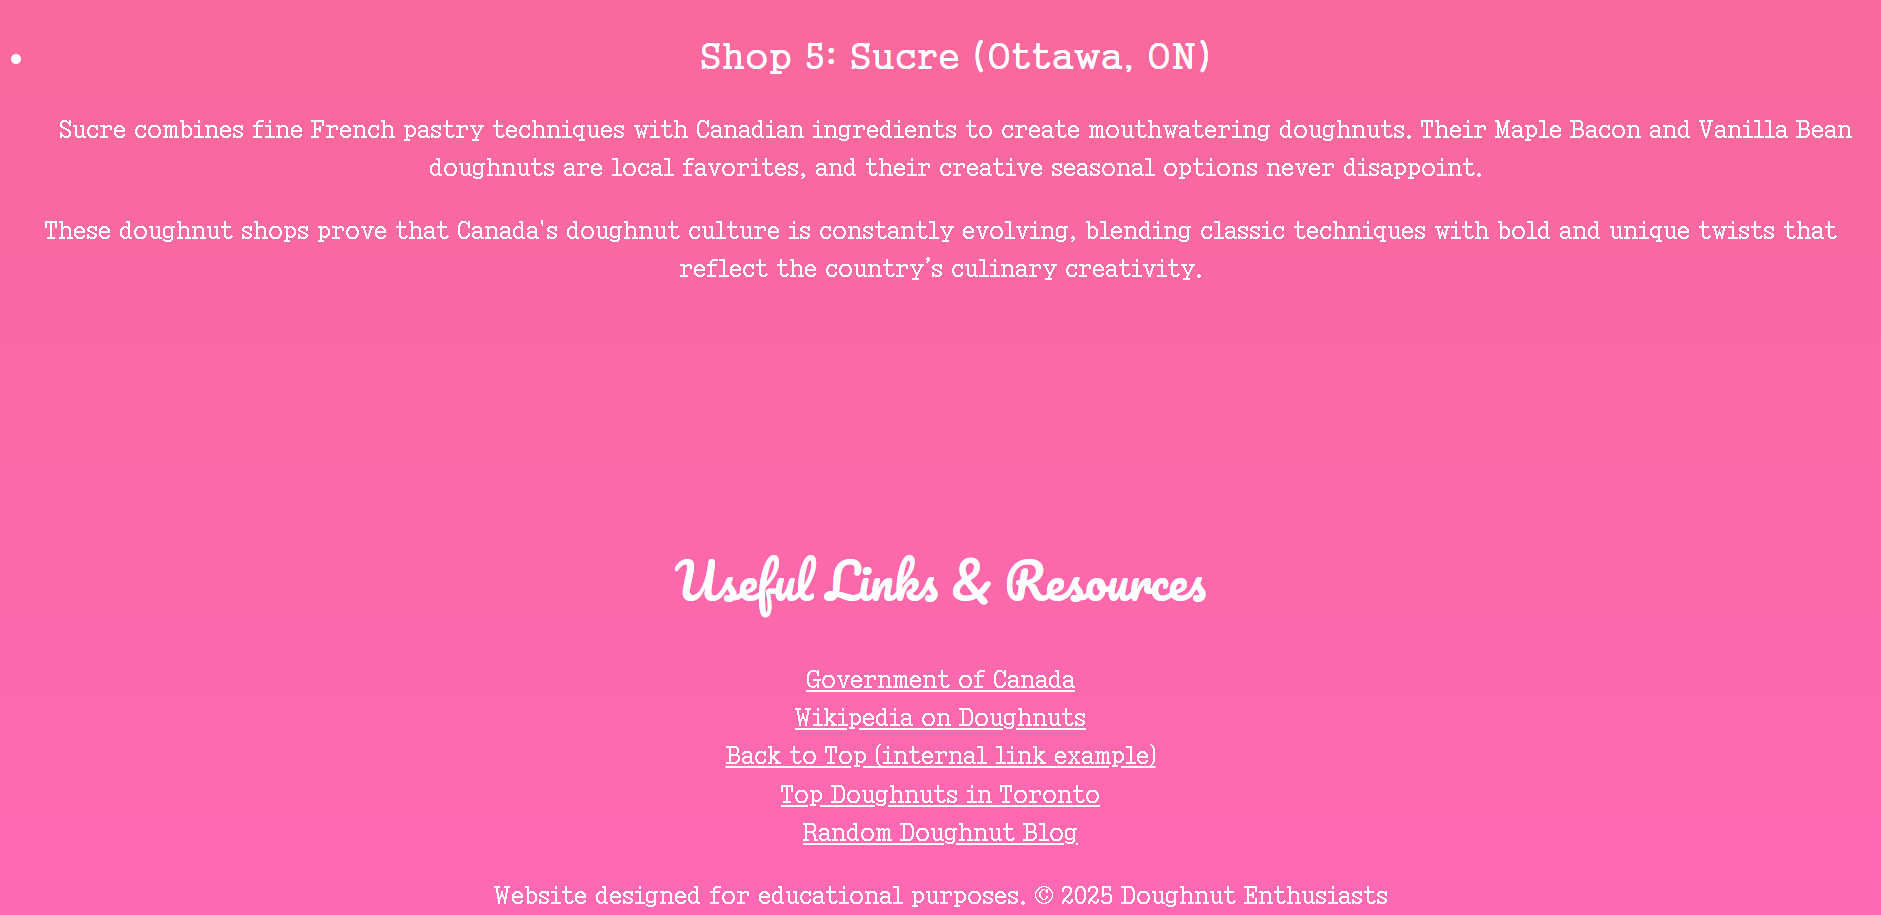 Shop 5: Sucre (Ottawa, ON)
Sucre combines fine French pastry techniques with Canadian ingredients to create mouthwatering doughnuts. Their Maple Bacon and Vanilla Bean
doughnuts are local favorites, and their creative seasonal options never disappoint.
These doughnut shops prove that Canada's doughnut culture is constantly evolving, blending classic techniques with bold and unique twists that
reflect the country’s culinary creativity.
Useful Links & Resources
Government of Canada
Wikipedia on Doughnuts
Back to Top (internal link example)
Top Doughnuts in Toronto
Random Doughnut Blog
Website designed for educational purposes. © 2025 Doughnut Enthusiasts